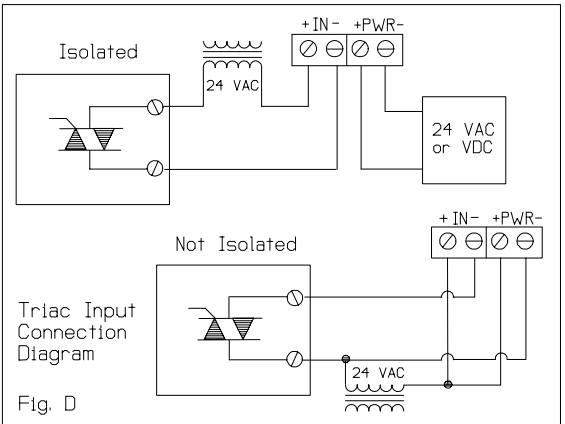 +IN- +PWR-
Isolated
24 VAC
24 VAC
or VDC
+IN- +PWR-
Not Isolated
Triac Input
Connection
Diagram
24 VAC
Fig. D